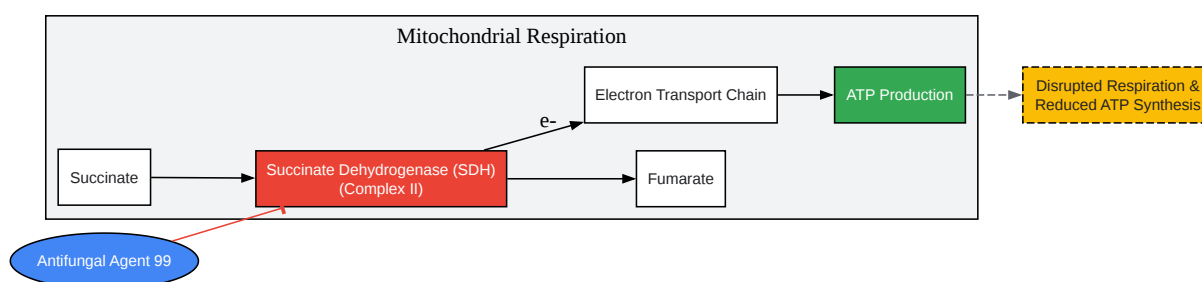 Mitochondrial Respiration
Electron Transport Chain
ATP Production
Disrupted Respiration &
Reduced ATP Synthesis
e-
Succinate
Succinate Dehydrogenase (SDH)
(Complex II)
Fumarate
Antifungal Agent 99